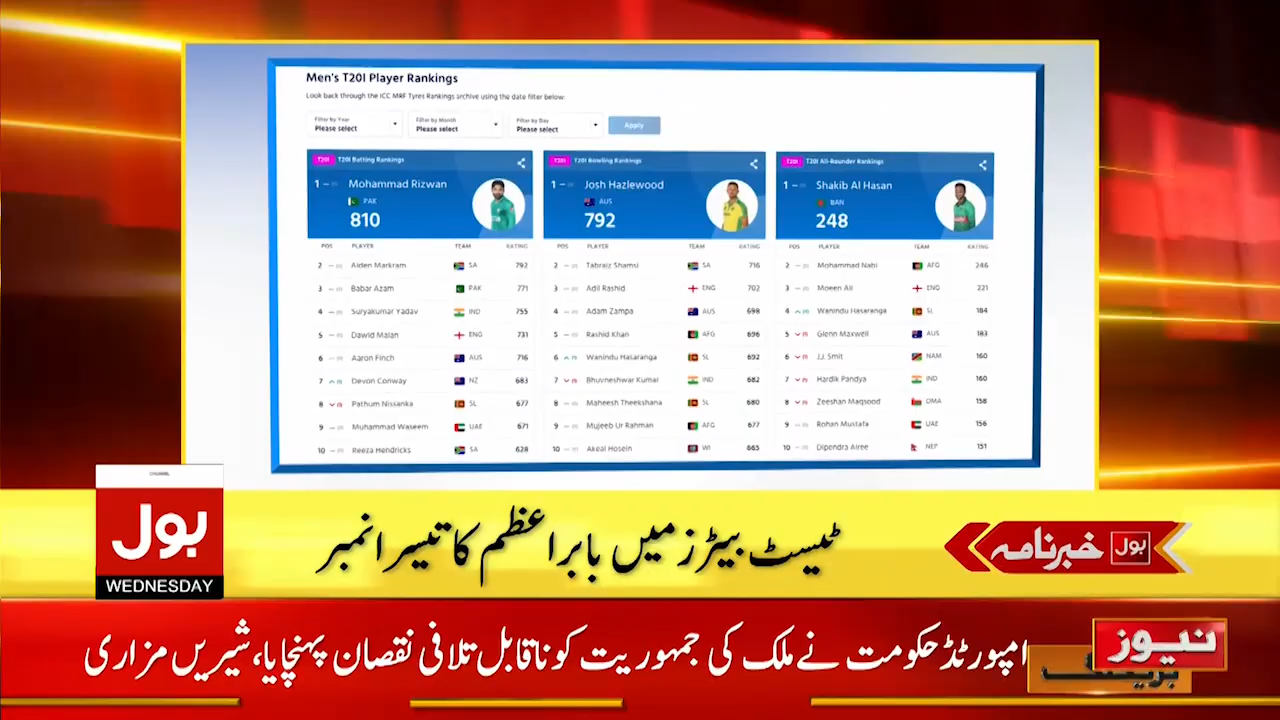 Men's T20I Player Rankings
Look back through the ICC MRF Tyres Rankings archive using the date filter below:
Filter by Year Filter by Month Filter by Day
Please select Please select Please select Apply
T20I T20I Batting Rankings
1 Mohammad Rizwan
PAK
810
POS PLAYER TEAM RATING
2 Aiden Markram SA 792
3 Babar Azam PAK 771
4 Suryakumar Yadav IND 755
5 Dawid Malan ENG 731
6 Aaron Finch AUS 716
7 Devon Conway NZ 683
8 Pathum Nissanka SL 677
9 Muhammad Waseem UAE 671
10 Reeza Hendricks SA 628
T20I T20I Bowling Rankings
1 Josh Hazlewood
AUS
792
POS PLAYER TEAM RATING
2 Tabraiz Shamsi SA 716
3 Adil Rashid ENG 702
4 Adam Zampa AUS 698
5 Rashid Khan AFG 696
6 Wanindu Hasaranga SL 692
7 Bhuvneshwar Kumar IND 682
8 Maheesh Theekshana SL 680
9 Mujeeb Ur Rahman AFG 677
10 Akeal Hosein WI 665
T20I T20I All-Rounder Rankings
1 Shakib Al Hasan
BAN
248
POS PLAYER TEAM RATING
2 Mohammad Nabi AFG 246
3 Moeen Ali ENG 221
4 Wanindu Hasaranga SL 184
5 Glenn Maxwell AUS 183
6 J.J. Smit NAM 160
7 Hardik Pandya IND 160
8 Zeeshan Maqsood OMA 158
9 Rohan Mustafa UAE 156
10 Dipendra Airee NEP 151
CHANNEL
بول
WEDNESDAY
ٹیسٹ بیٹرز میں بابراعظم کا تیسرا نمبر
بول خبرنامہ
نیوز
امپورٹڈ حکومت نے ملک کی جمہوریت کو ناقابل تلافی نقصان پہنچایا، شیریں مزاری